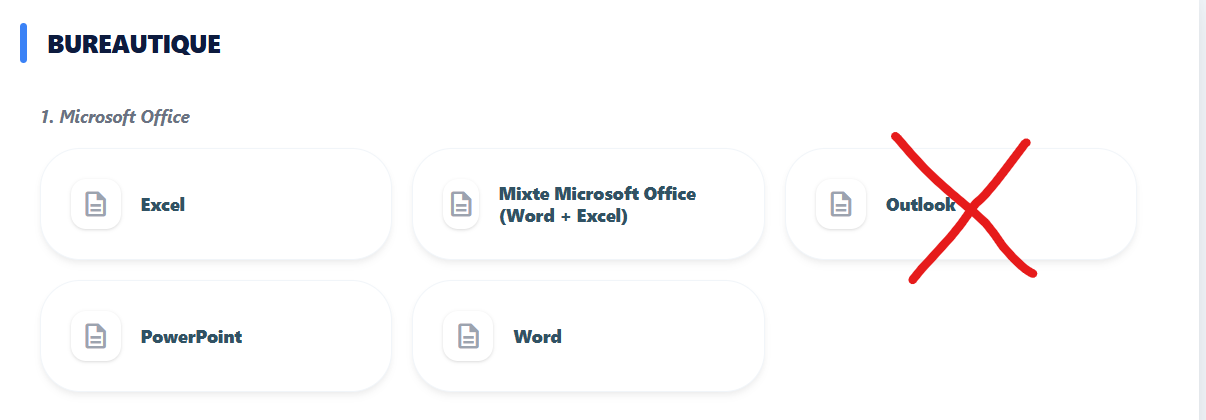 BUREAUTIQUE
1. Microsoft Office
Excel
Mixte Microsoft Office
(Word + Excel)
Outlook
PowerPoint
Word